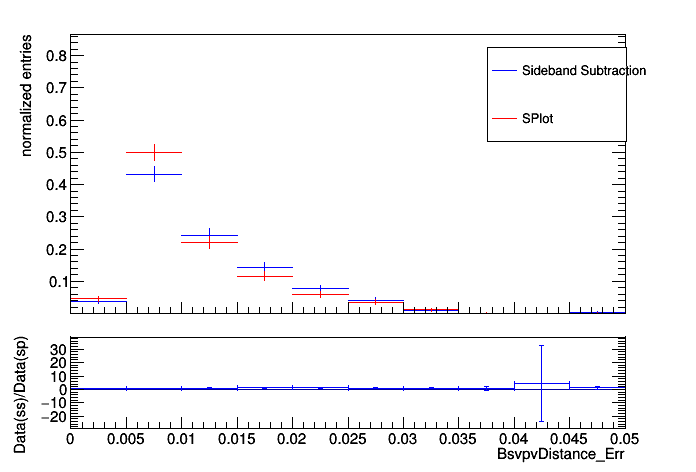 normalized entries
0.8
0.7
0.6
0.5
0.4
0.3
0.2
0.1
Sideband Subtraction
SPlot
Data(ss)/Data(sp)
30
20
10
0
−10
−20
0 0.005 0.01 0.015 0.02 0.025 0.03 0.035 0.04 0.045 0.05
BsvpvDistance_Err